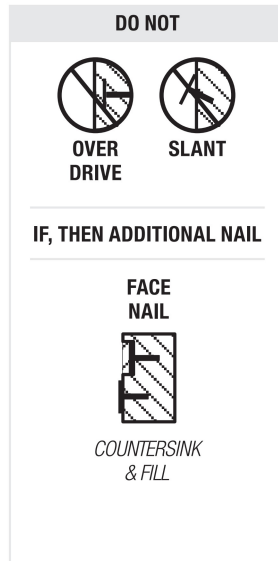 DO NOT
OVER
DRIVE
SLANT
IF, THEN ADDITIONAL NAIL
FACE
NAIL
COUNTERSINK
& FILL